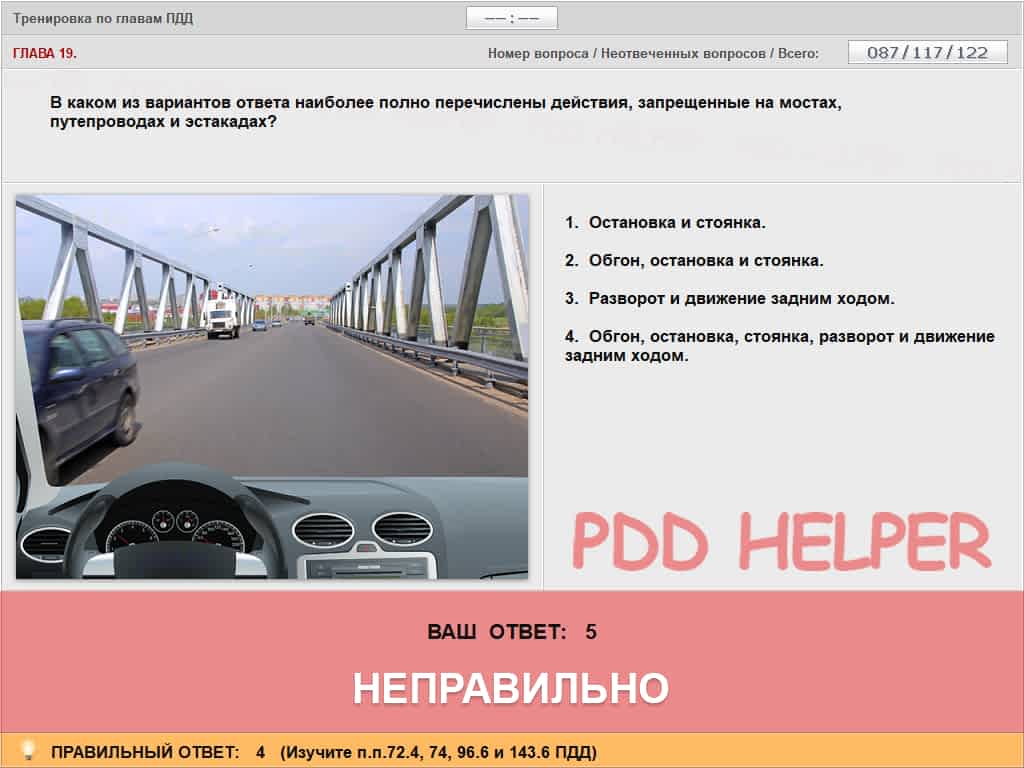 Тренировка по главам ПДД
–– : ––
ГЛАВА 19.
Номер вопроса / Неотвеченных вопросов / Всего: 087/117/122
В каком из вариантов ответа наиболее полно перечислены действия, запрещенные на мостах,
путепроводах и эстакадах?
1. Остановка и стоянка.
2. Обгон, остановка и стоянка.
3. Разворот и движение задним ходом.
4. Обгон, остановка, стоянка, разворот и движение
задним ходом.
PDD HELPER
ВАШ ОТВЕТ: 5
НЕПРАВИЛЬНО
ПРАВИЛЬНЫЙ ОТВЕТ: 4 (Изучите п.п.72.4, 74, 96.6 и 143.6 ПДД)